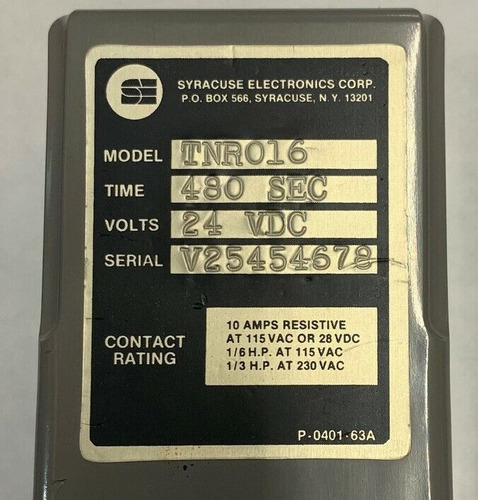 SE
SYRACUSE ELECTRONICS CORP.
P.O. BOX 566, SYRACUSE, N.Y. 13201
MODEL TNR016
TIME 480 SEC
VOLTS 24 VDC
SERIAL V25454678
CONTACT RATING
10 AMPS RESISTIVE
AT 115 VAC OR 28 VDC
1/6 H.P. AT 115 VAC
1/3 H.P. AT 230 VAC
P-0401-63A